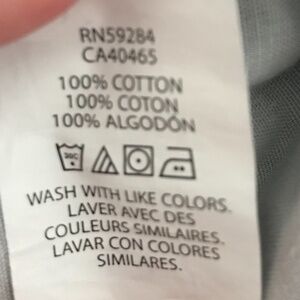 RN59284
CA40465
100% COTTON
100% COTON
100% ALGODÓN
30C
WASH WITH LIKE COLORS.
LAVER AVEC DES
COULEURS SIMILAIRES.
LAVAR CON COLORES
SIMILARES.